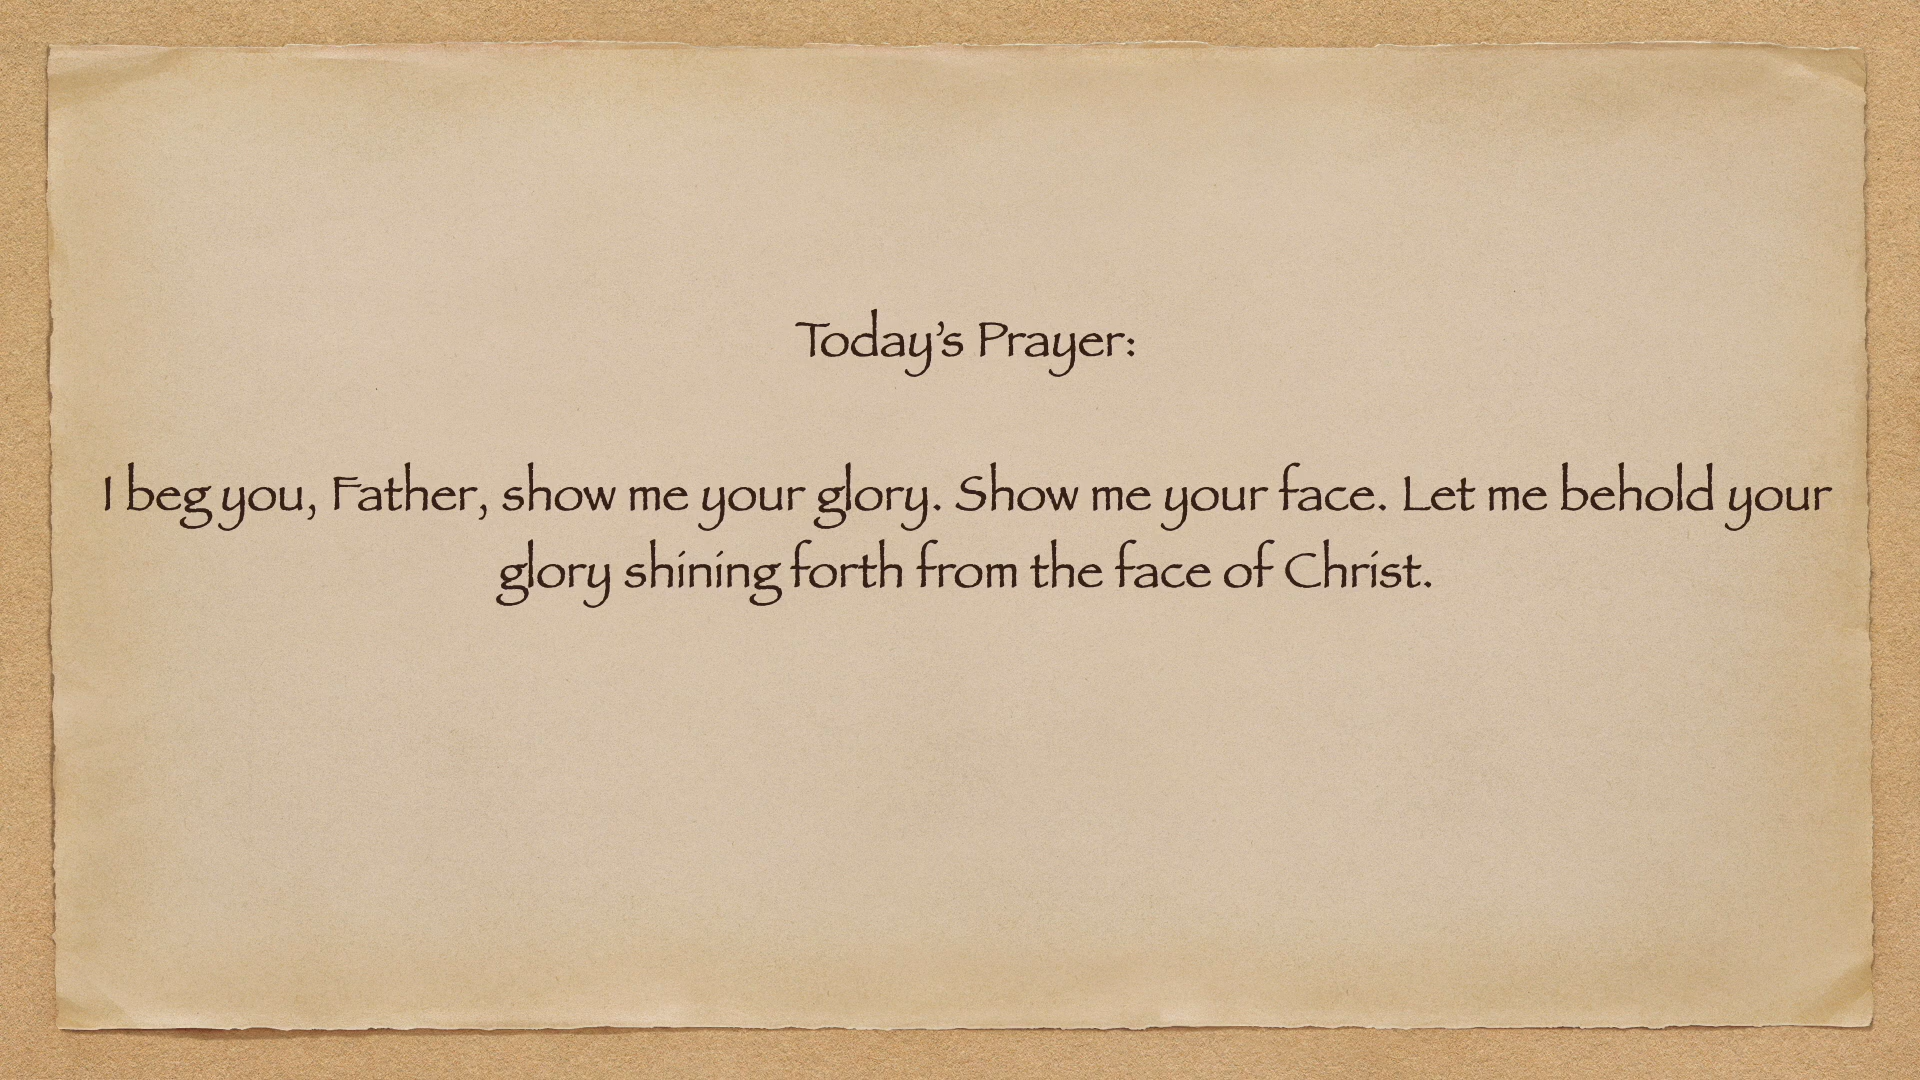 Today’s Prayer:
I beg you, Father, show me your glory. Show me your face. Let me behold your
glory shining forth from the face of Christ.